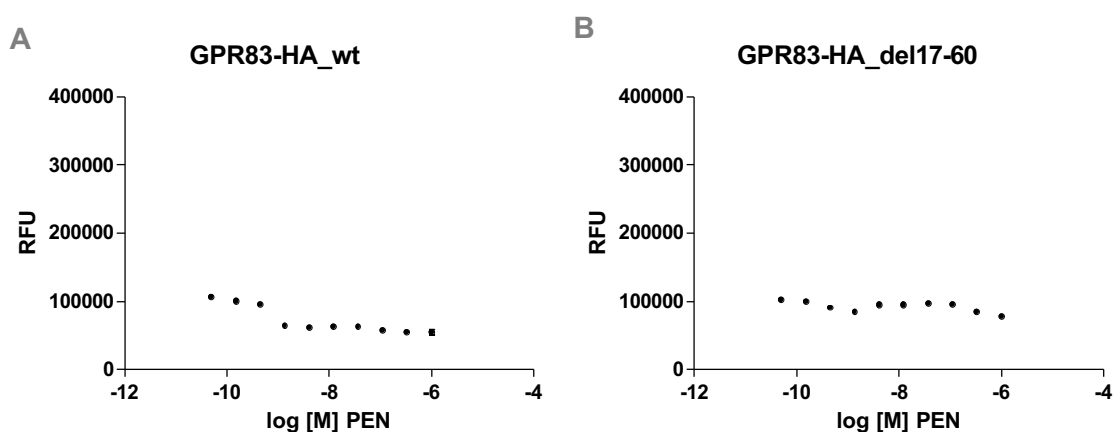 A
GPR83-HA_wt
400000
300000
200000
100000
0
RFU
-12 -10 -8 -6 -4
log [M] PEN
B
GPR83-HA_del17-60
400000
300000
200000
100000
0
RFU
-12 -10 -8 -6 -4
log [M] PEN